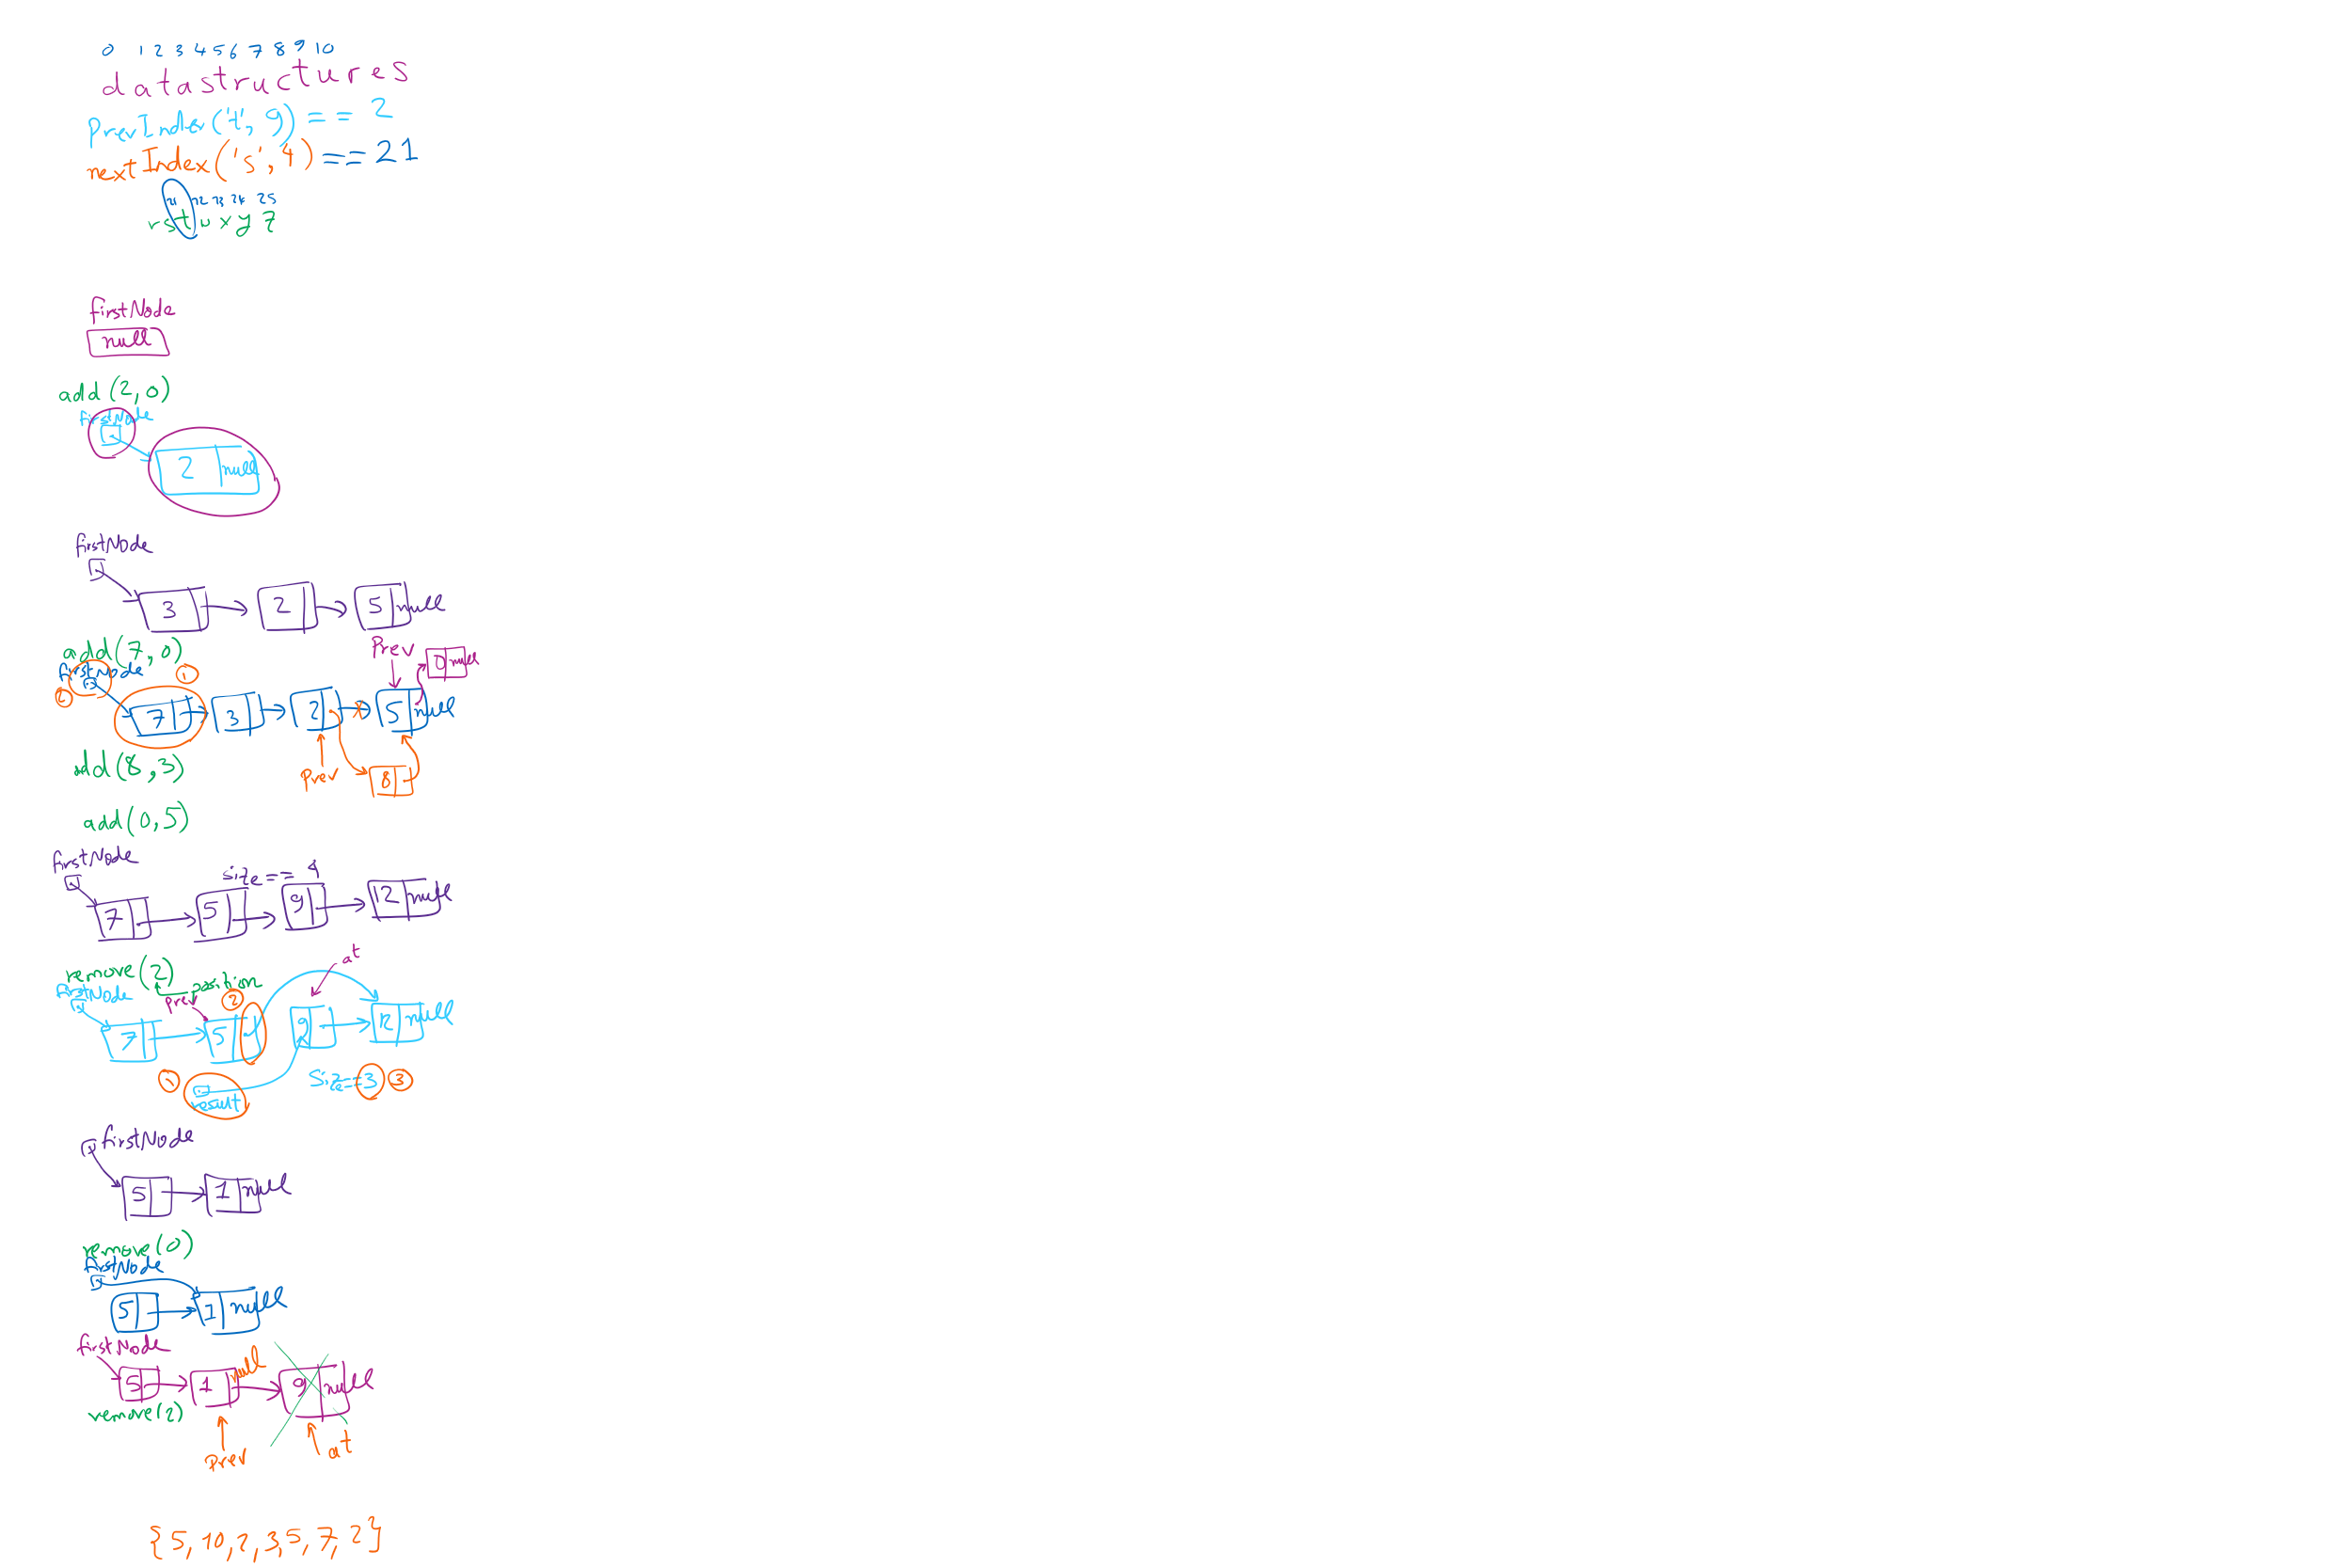 0 1 2 3 4 5 6 7 8 9 10
datastructures
PrevIndex('t', 9) == 2
nextIndex('s', 4) == 21
21 22 23 24 25
rstuxyz
firstNode
null
add(2,0)
firstNode
2 null
firstNode
3 2 5 null
add(7,0)
Prev
0 null
firstNode
1
2
7 3 2 5 null
add(8,3)
Prev
8
add(0,5)
firstNode
size == 4
7 5 9 12 null
at
remove(2)
position
firstNode
Prev
2
7 5 9 12 null
1
result
Size==3 3
firstNode
5 1 null
remove(0)
firstNode
5 1 null
firstNode
null
5 1 9 null
remove(2)
Prev
at
{5,10,2,3,5,7,2}